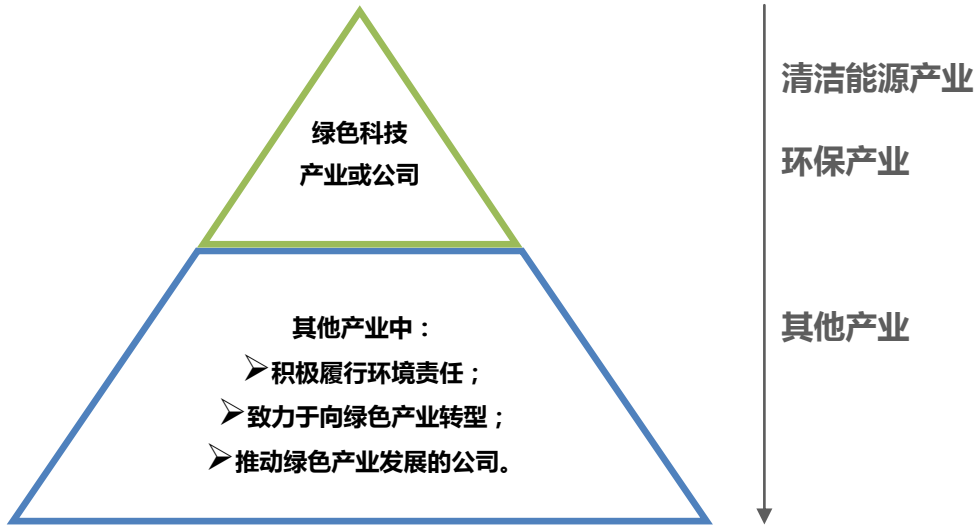 绿色科技
产业或公司
其他产业中：
➢积极履行环境责任；
➢致力于向绿色产业转型；
➢推动绿色产业发展的公司。
清洁能源产业
环保产业
其他产业